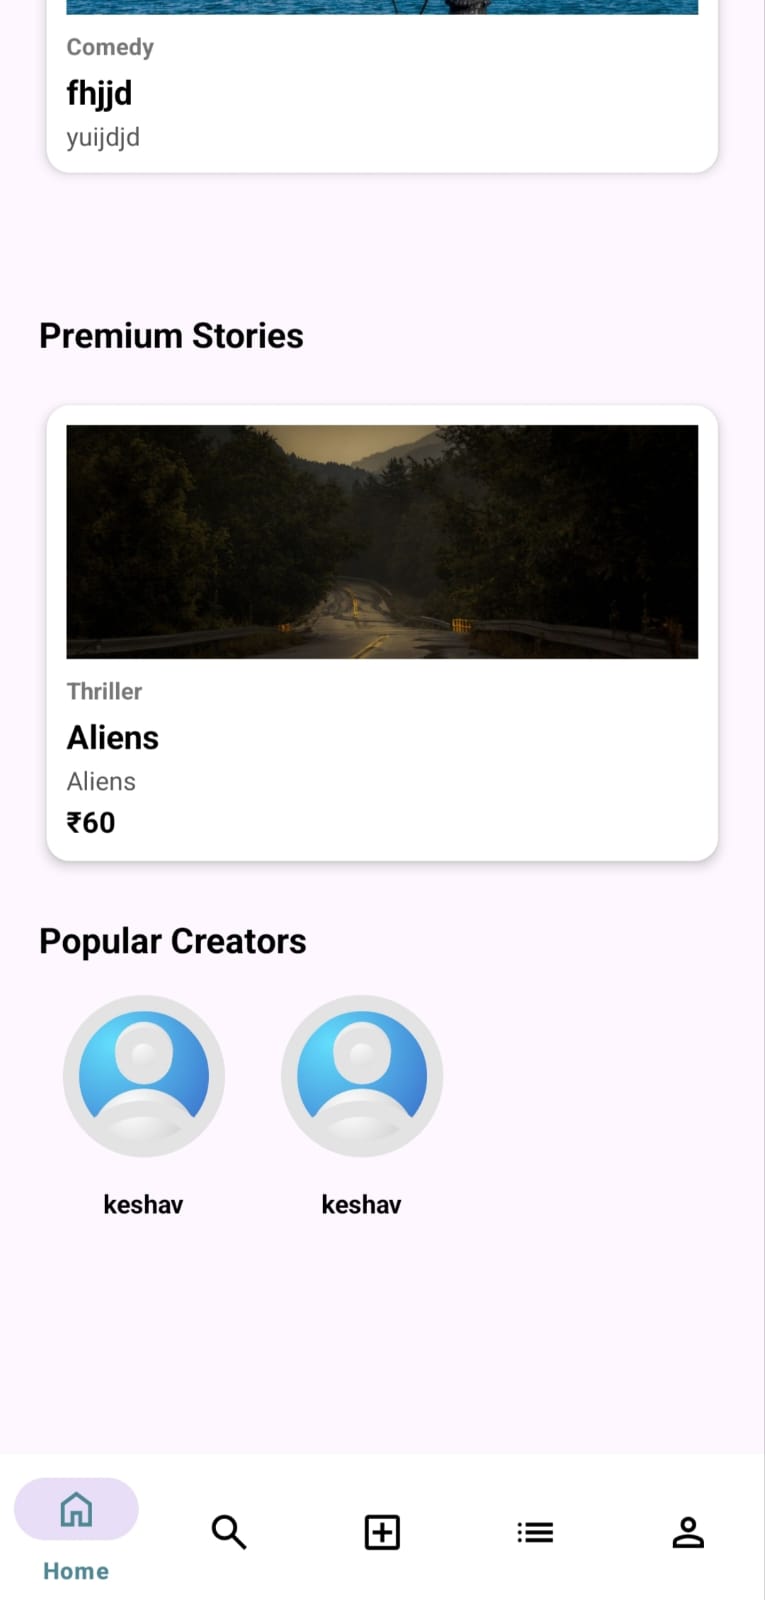 Comedy
fhjjd
yuijdjd
Premium Stories
Thriller
Aliens
Aliens
₹60
Popular Creators
keshav keshav
Home